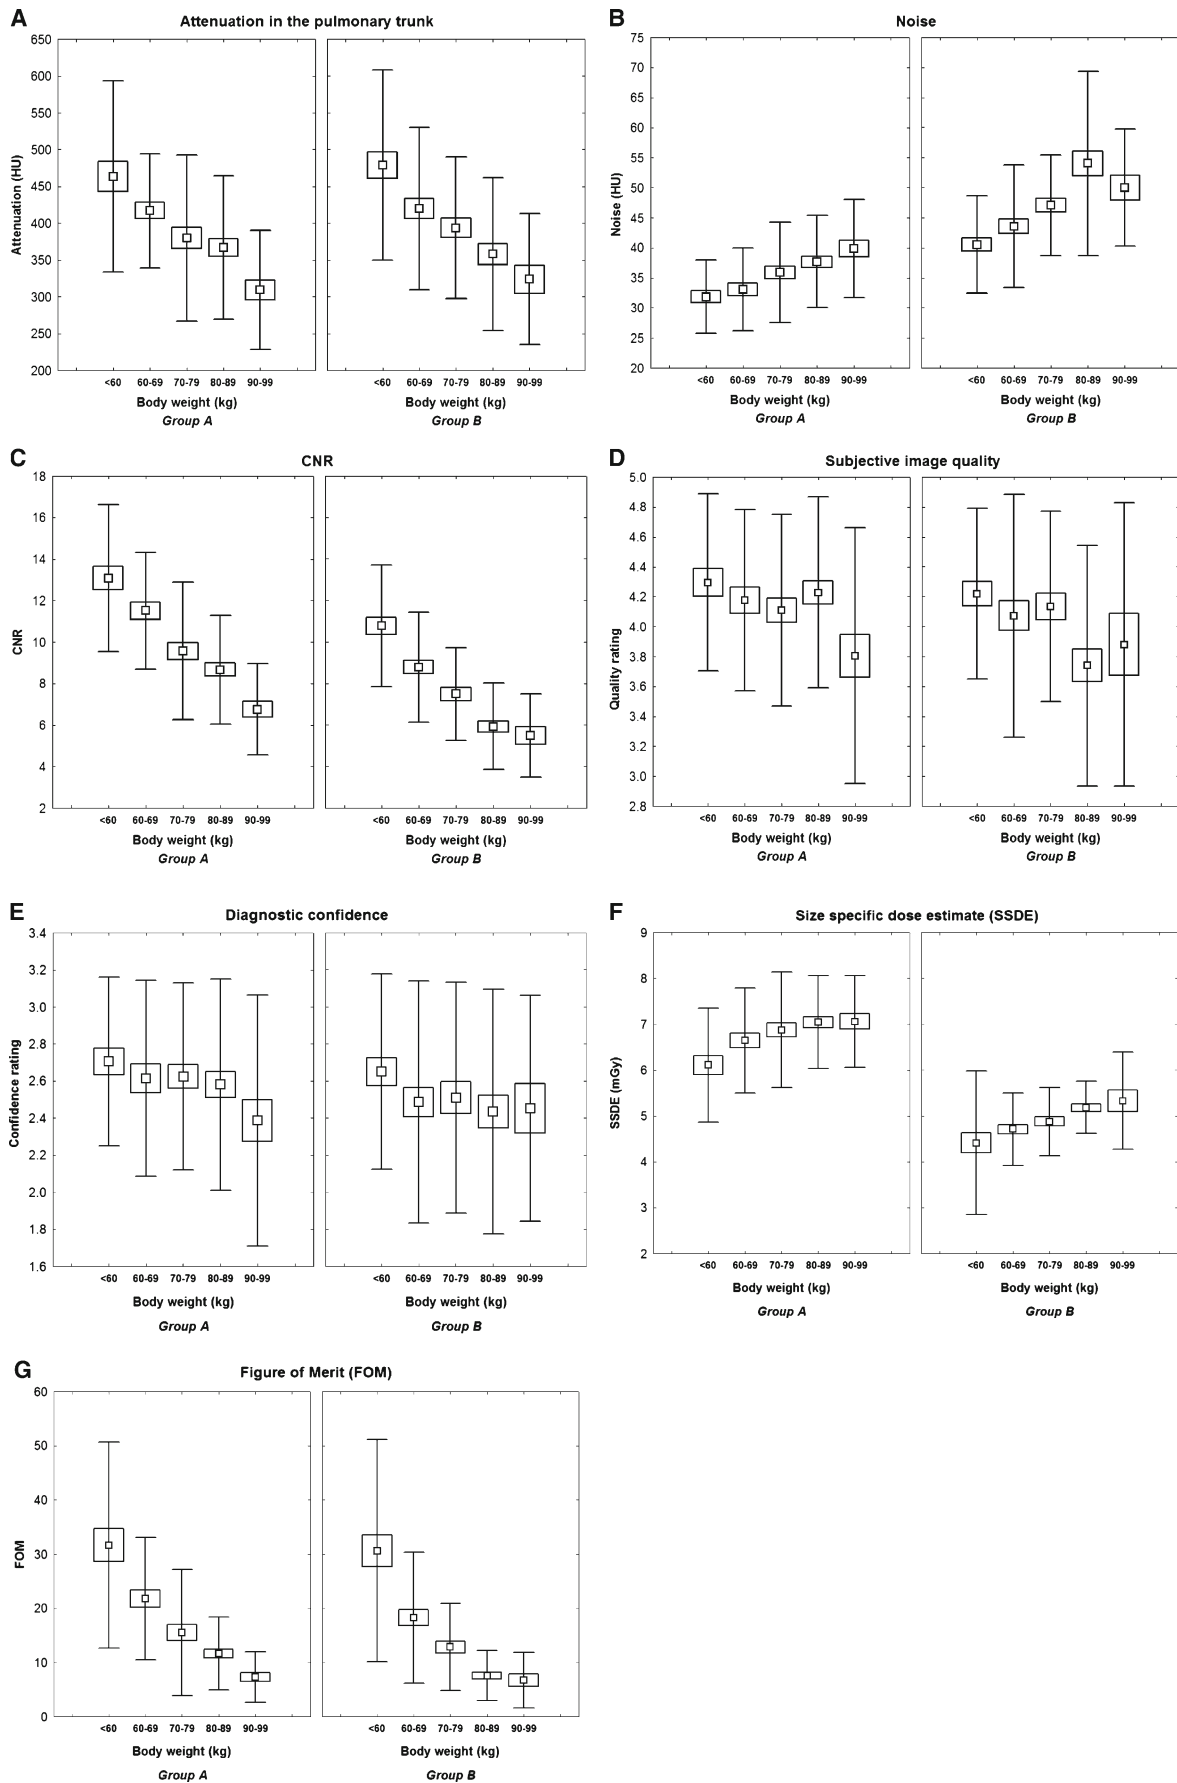 A
Attenuation in the pulmonary trunk
650
600
550
500
450
400
350
300
250
200
Attenuation (HU)
<60 60-69 70-79 80-89 90-99
<60 60-69 70-79 80-89 90-99
Body weight (kg)
Body weight (kg)
Group A
Group B
B
Noise
75
70
65
60
55
50
45
40
35
30
25
20
Noise (HU)
<60 60-69 70-79 80-89 90-99
<60 60-69 70-79 80-89 90-99
Body weight (kg)
Body weight (kg)
Group A
Group B
C
CNR
18
16
14
12
10
8
6
4
2
CNR
<60 60-69 70-79 80-89 90-99
<60 60-69 70-79 80-89 90-99
Body weight (kg)
Body weight (kg)
Group A
Group B
D
Subjective image quality
5.0
4.8
4.6
4.4
4.2
4.0
3.8
3.6
3.4
3.2
3.0
2.8
Quality rating
<60 60-69 70-79 80-89 90-99
<60 60-69 70-79 80-89 90-99
Body weight (kg)
Body weight (kg)
Group A
Group B
E
Diagnostic confidence
3.4
3.2
3.0
2.8
2.6
2.4
2.2
2.0
1.8
1.6
Confidence rating
<60 60-69 70-79 80-89 90-99
<60 60-69 70-79 80-89 90-99
Body weight (kg)
Body weight (kg)
Group A
Group B
F
Size specific dose estimate (SSDE)
9
8
7
6
5
4
3
2
SSDE (mGy)
<60 60-69 70-79 80-89 90-99
<60 60-69 70-79 80-89 90-99
Body weight (kg)
Body weight (kg)
Group A
Group B
G
Figure of Merit (FOM)
60
50
40
30
20
10
0
FOM
<60 60-69 70-79 80-89 90-99
<60 60-69 70-79 80-89 90-99
Body weight (kg)
Body weight (kg)
Group A
Group B